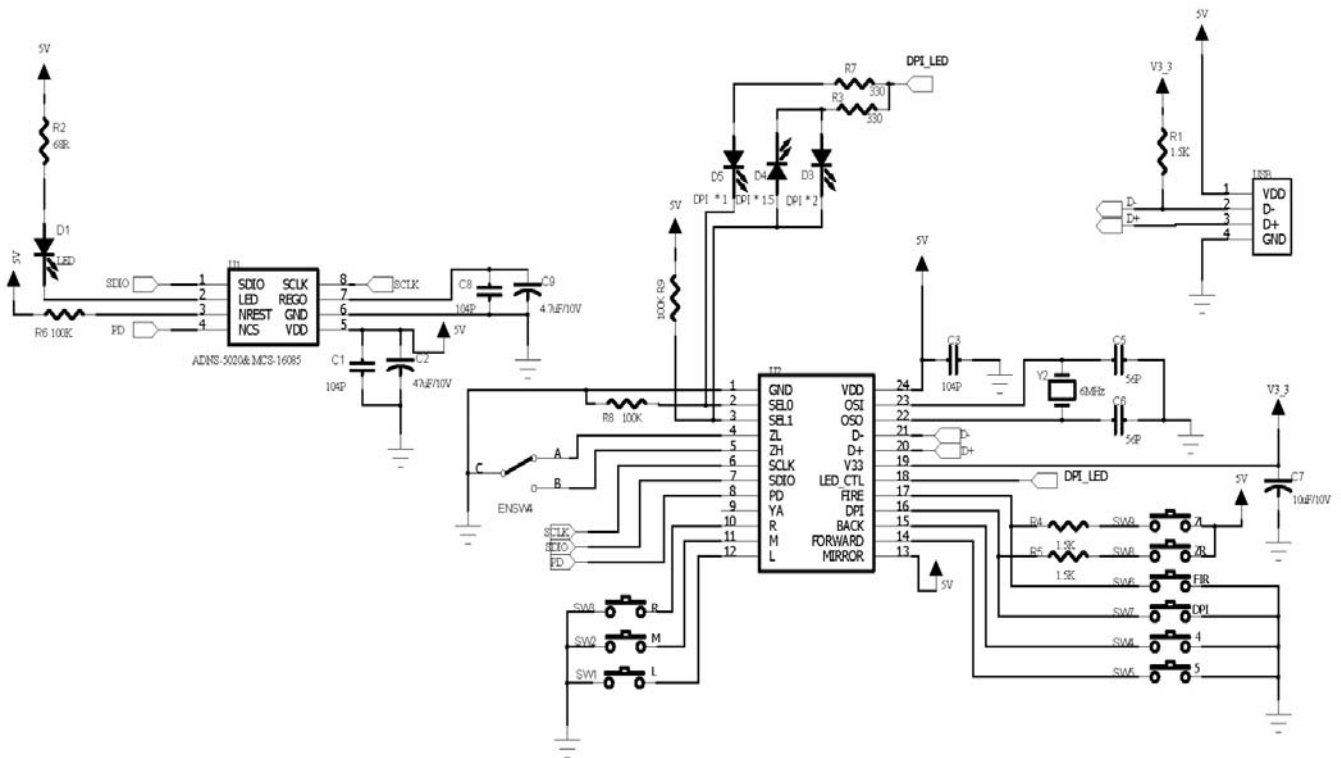 5V
R2
68R
D1
LED
5V
R6 100K
SDIO
PD
U1
1 SDIO SCLK 8
2 LED REGO 7
3 NREST GND 6
4 NCS VDD 5
ADNS-5020& MCS-16085
SCLK
C8
104P
C9
4.7uF/10V
5V
C1
104P
C2
47uF/10V
DPI_LED
R7
330
R3
330
D5
D4
D3
DPI * 1
DPI * 1.5
DPI * 2
5V
100K R9
5V
V3_3
R1
1.5K
D-
D+
USB
1 VDD
2 D-
3 D+
4 GND
5V
C3
104P
Y2
6MHz
C5
56P
C6
56P
R8 100K
U2
1 GND VDD 24
2 SEL0 OSI 23
3 SEL1 OSO 22
4 ZL D- 21
5 ZH D+ 20
6 SCLK V33 19
7 SDIO LED_CTL 18
8 PD FIRE 17
9 YA DPI 16
10 R BACK 15
11 M FORWARD 14
12 L MIRROR 13
D-
D+
C
A
B
ENSW4
SCLK
SDIO
PD
DPI_LED
V3_3
C7
10uF/10V
5V
5V
R4
1.5K
SW9
ZL
R5
1.5K
SW8
ZR
SW6
FIR
SW7
DPI
SW4
4
SW5
5
SW3
R
SW2
M
SW1
L